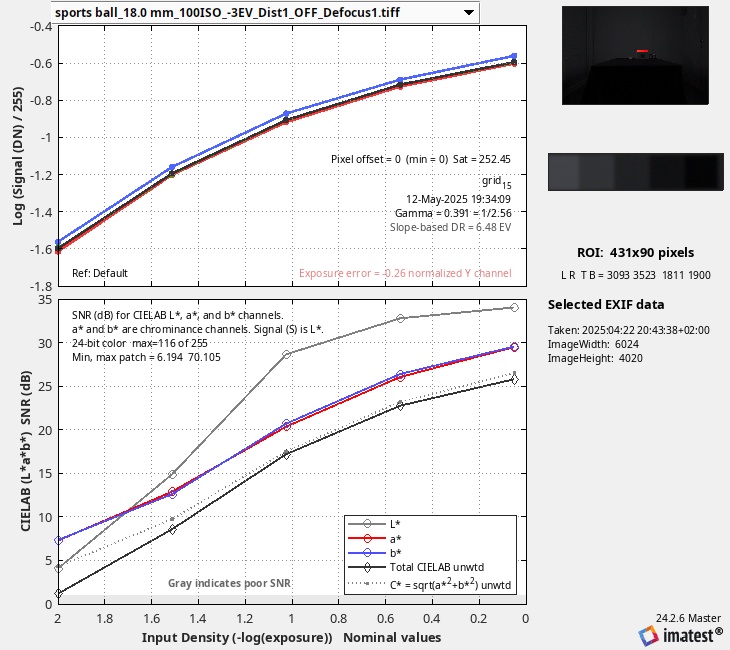 sports ball_18.0 mm_100ISO_-3EV_Dist1_OFF_Defocus1.tiff
-0.4
-0.6
-0.8
-1
-1.2
-1.4
-1.6
-1.8
Log (Signal (DN) / 255)
Pixel offset = 0 (min = 0) Sat = 252.45
grid15
12-May-2025 19:34:09
Gamma = 0.391 = 1/2.56
Slope-based DR = 6.48 EV
Ref: Default
Exposure error = -0.26 normalized Y channel
ROI: 431x90 pixels
L R T B = 3093 3523 1811 1900
Selected EXIF data
Taken: 2025:04:22 20:43:38+02:00
ImageWidth: 6024
ImageHeight: 4020
35
30
25
20
15
10
5
0
CIELAB (L*a*b*) SNR (dB)
SNR (dB) for CIELAB L*, a*, and b* channels.
a* and b* are chrominance channels. Signal (S) is L*.
24-bit color max=116 of 255
Min, max patch = 6.194 70.105
L*
a*
b*
Total CIELAB unwtd
C* = sqrt(a*2+b*2) unwtd
Gray indicates poor SNR
2 1.8 1.6 1.4 1.2 1 0.8 0.6 0.4 0.2 0
Input Density (-log(exposure)) Nominal values
24.2.6 Master
imatest®